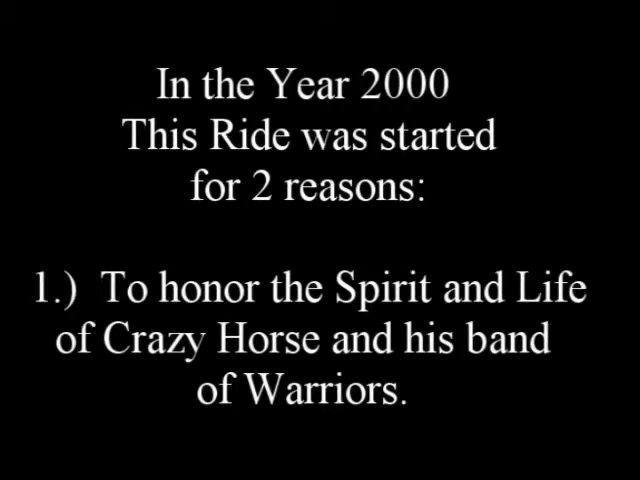 In the Year 2000
This Ride was started
for 2 reasons:
1.) To honor the Spirit and Life
of Crazy Horse and his band
of Warriors.